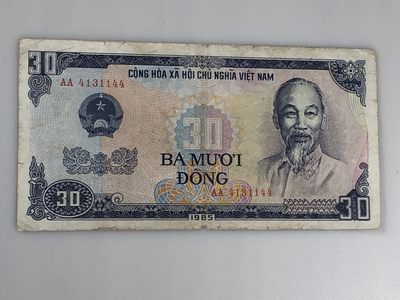 30
CỘNG HÒA XÃ HỘI CHỦ NGHĨA VIỆT NAM
AA 4131144
30
BA MƯƠI
ĐỒNG
AA 4131144
30
1985
30